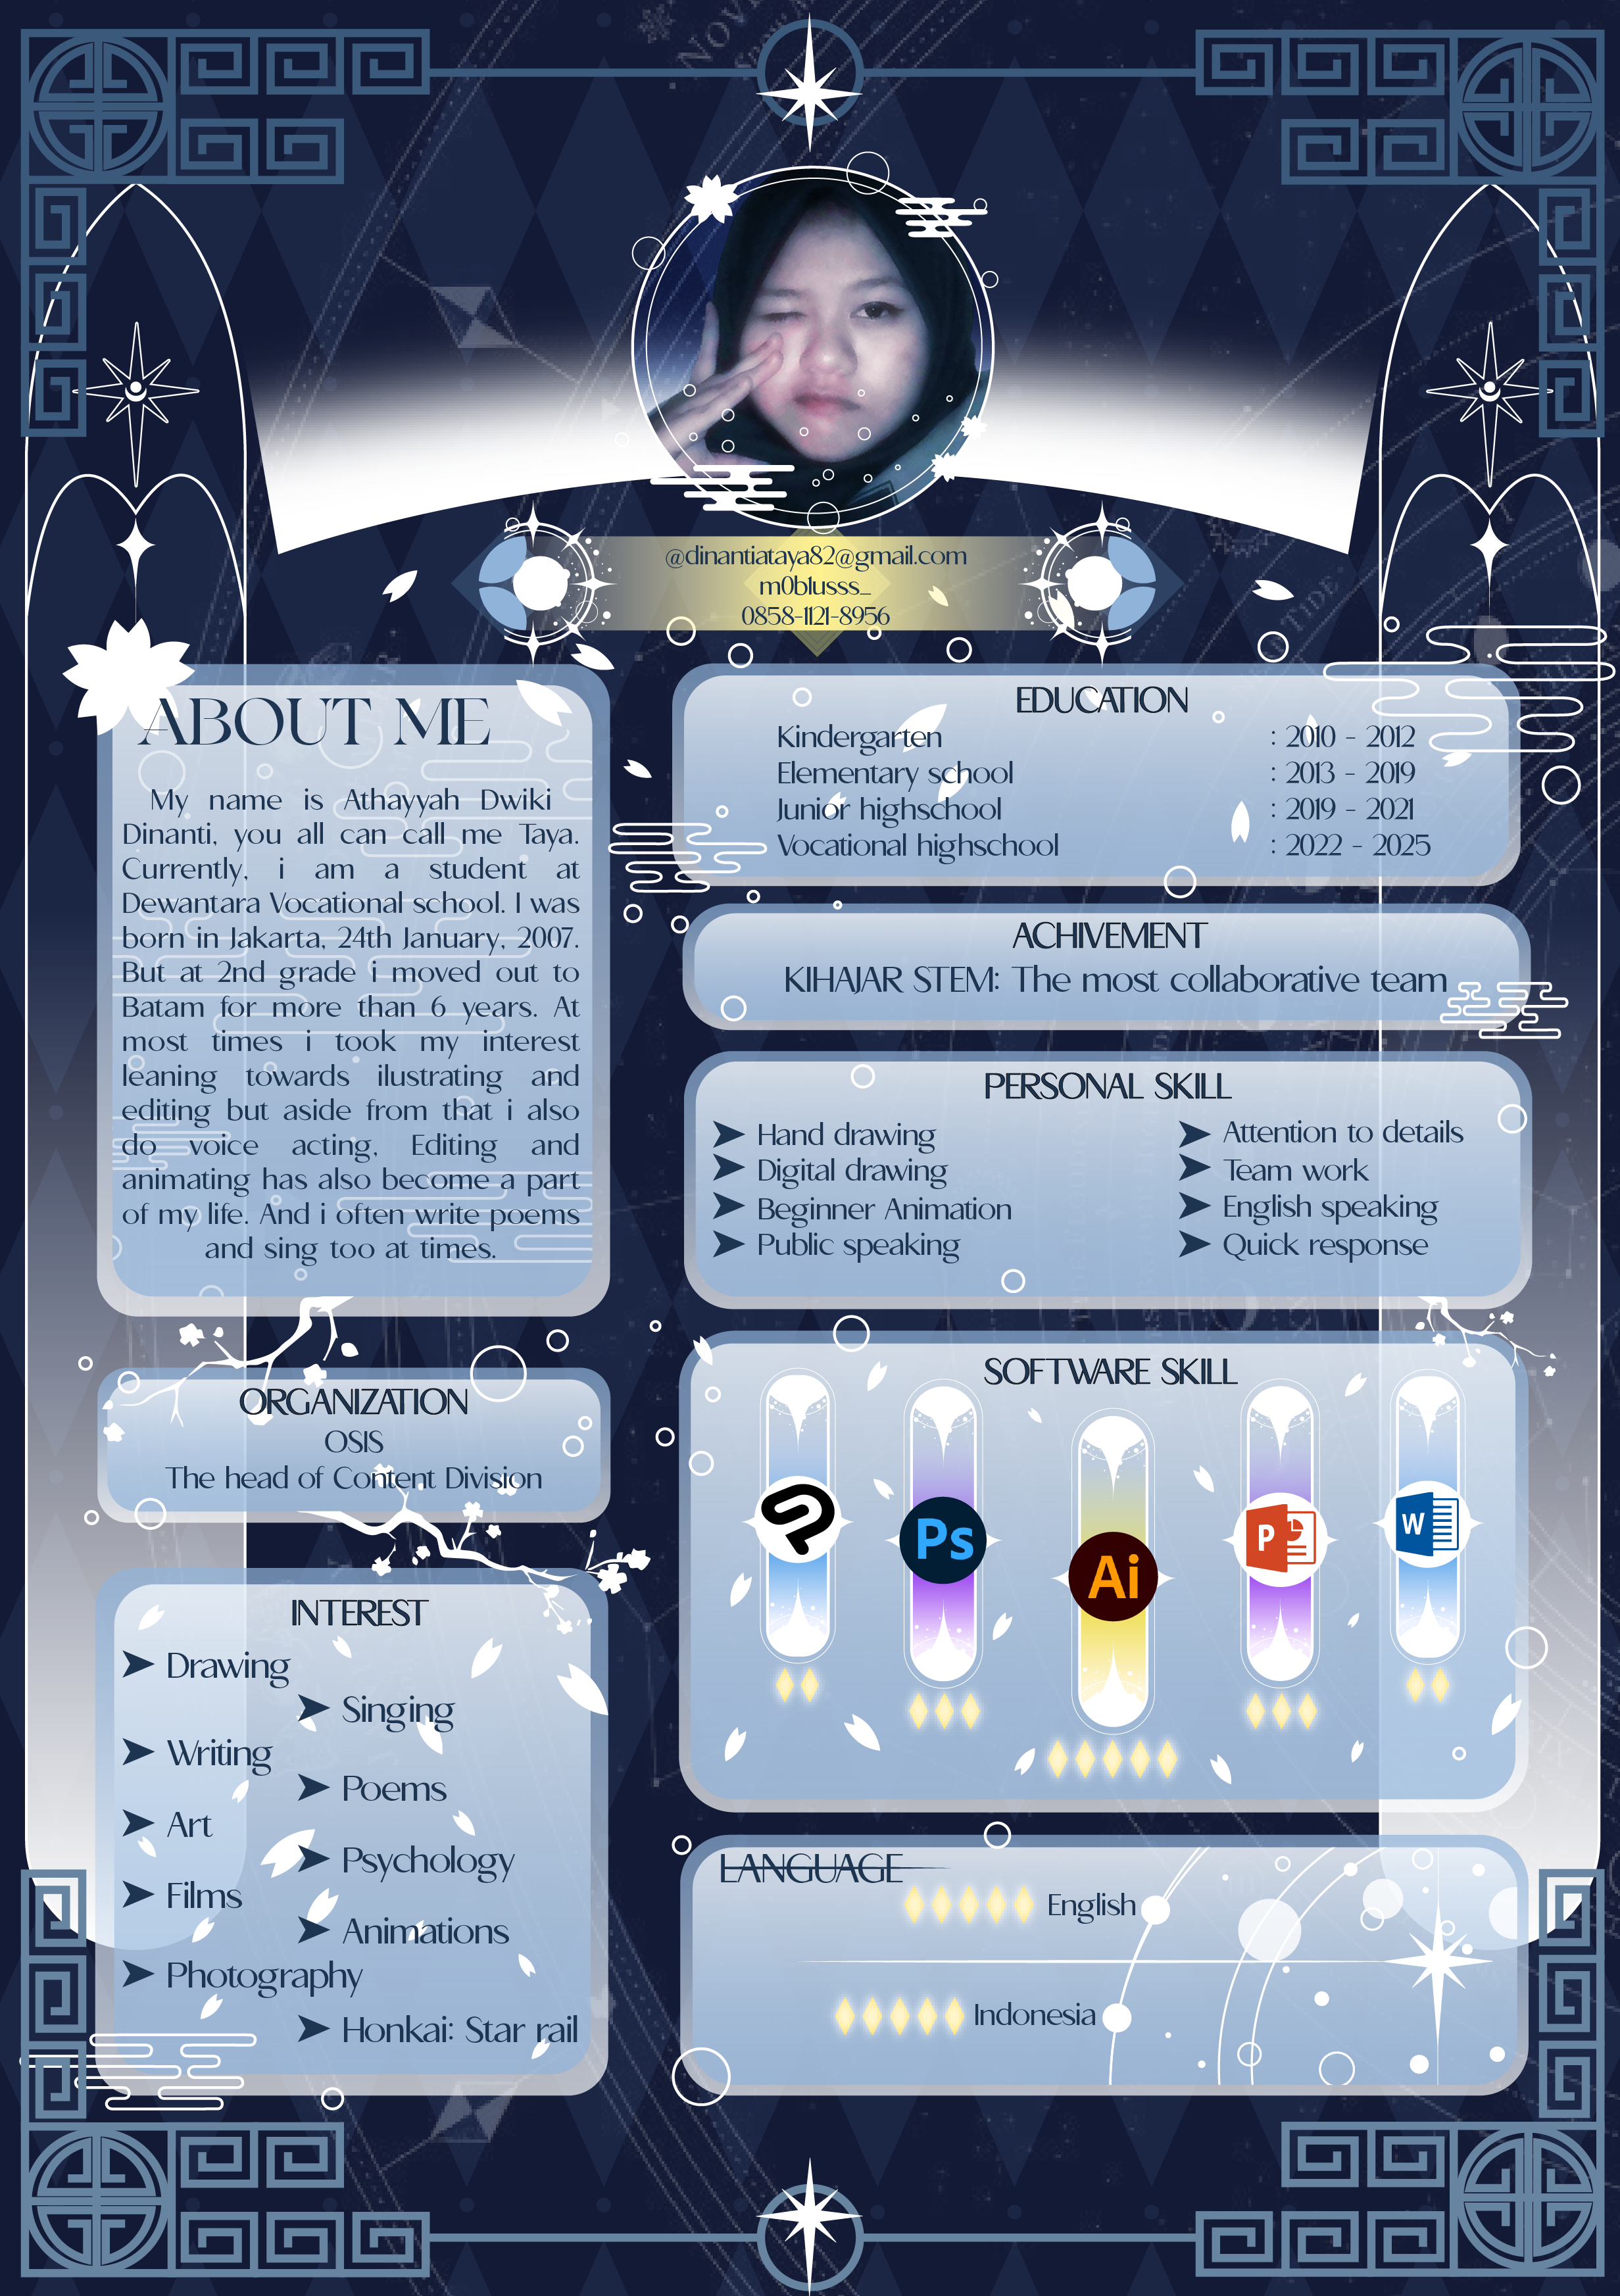 @dinantiataya82@gmail.com
m0b1usss_
0858-1121-8956
ABOUT ME
My name is Athayyah Dwiki
Dinanti, you all can call me Taya.
Currently, i am a student at
Dewantara Vocational school. I was
born in Jakarta, 24th January, 2007.
But at 2nd grade i moved out to
Batam for more than 6 years. At
most times i took my interest
leaning towards ilustrating and
editing but aside from that i also
do voice acting, Editing and
animating has also become a part
of my life. And i often write poems
and sing too at times.
ORGANIZATION
OSIS
The head of Content Division
INTEREST
Drawing
Singing
Writing
Poems
Art
Psychology
Films
Animations
Photography
Honkai: Star rail
EDUCATION
Kindergarten : 2010 - 2012
Elementary school : 2013 - 2019
Junior highschool : 2019 - 2021
Vocational highschool : 2022 - 2025
ACHIVEMENT
KIHAJAR STEM: The most collaborative team
PERSONAL SKILL
Hand drawing
Digital drawing
Beginner Animation
Public speaking
Attention to details
Team work
English speaking
Quick response
SOFTWARE SKILL
Ps
Ai
P
W
LANGUAGE
English
Indonesia